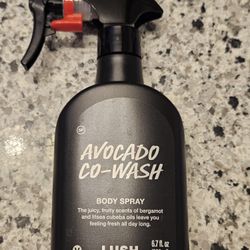 AVOCADO
CO-WASH
BODY SPRAY
The juicy, fruity scents of bergamot
and litsea cubeba oils leave you
feeling fresh all day long.
LUSH
6.7 fl. oz